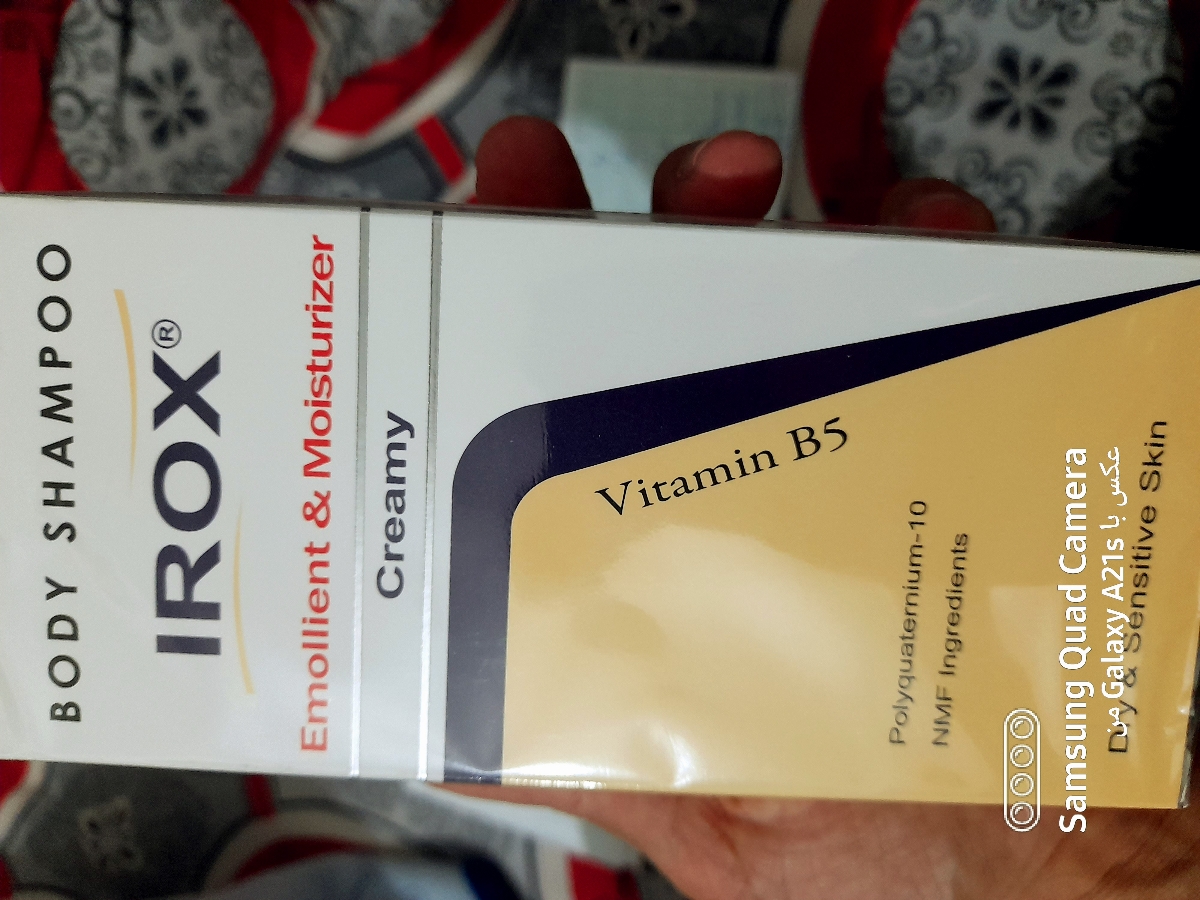 BODY SHAMPOO
IROX®
Emollient & Moisturizer
Creamy
Vitamin B5
Polyquaternium-10
NMF Ingredients
Dry & Sensitive Skin
Samsung Quad Camera
عکس با Galaxy A21s من